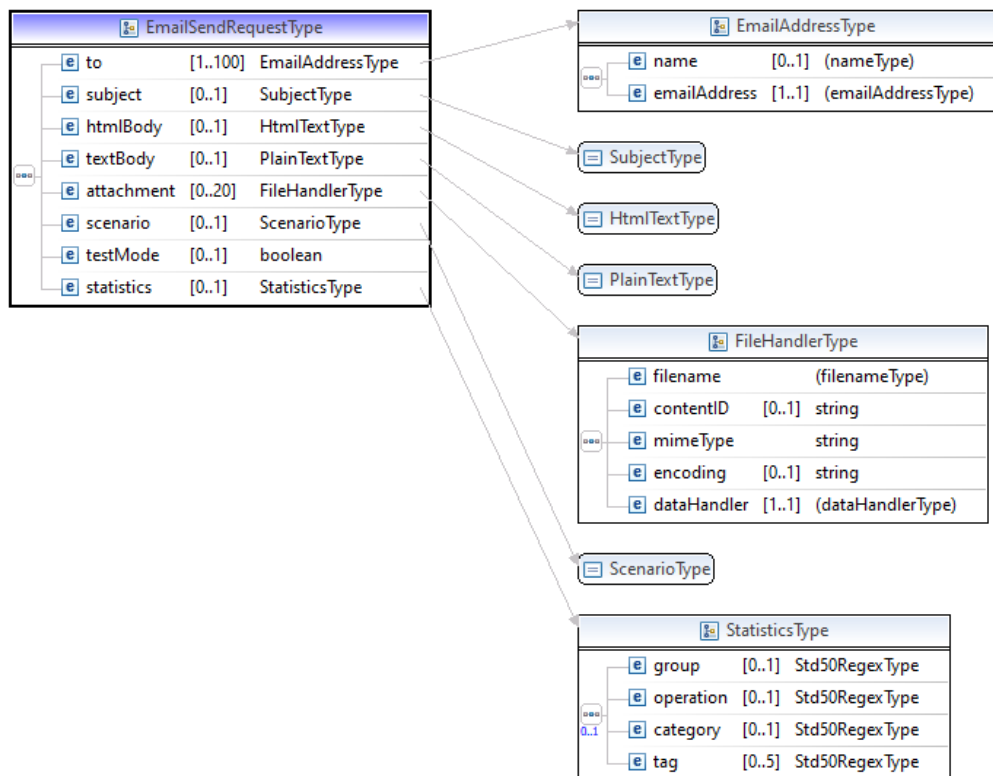 EmailSendRequestType
e to [1..100] EmailAddressType
e subject [0..1] SubjectType
e htmlBody [0..1] HtmlTextType
e textBody [0..1] PlainTextType
e attachment [0..20] FileHandlerType
e scenario [0..1] ScenarioType
e testMode [0..1] boolean
e statistics [0..1] StatisticsType
EmailAddressType
e name [0..1] (nameType)
e emailAddress [1..1] (emailAddressType)
SubjectType
HtmlTextType
PlainTextType
FileHandlerType
e filename (filenameType)
e contentID [0..1] string
e mimeType string
e encoding [0..1] string
e dataHandler [1..1] (dataHandlerType)
ScenarioType
StatisticsType
e group [0..1] Std50RegexType
e operation [0..1] Std50RegexType
0..1
e category [0..1] Std50RegexType
e tag [0..5] Std50RegexType